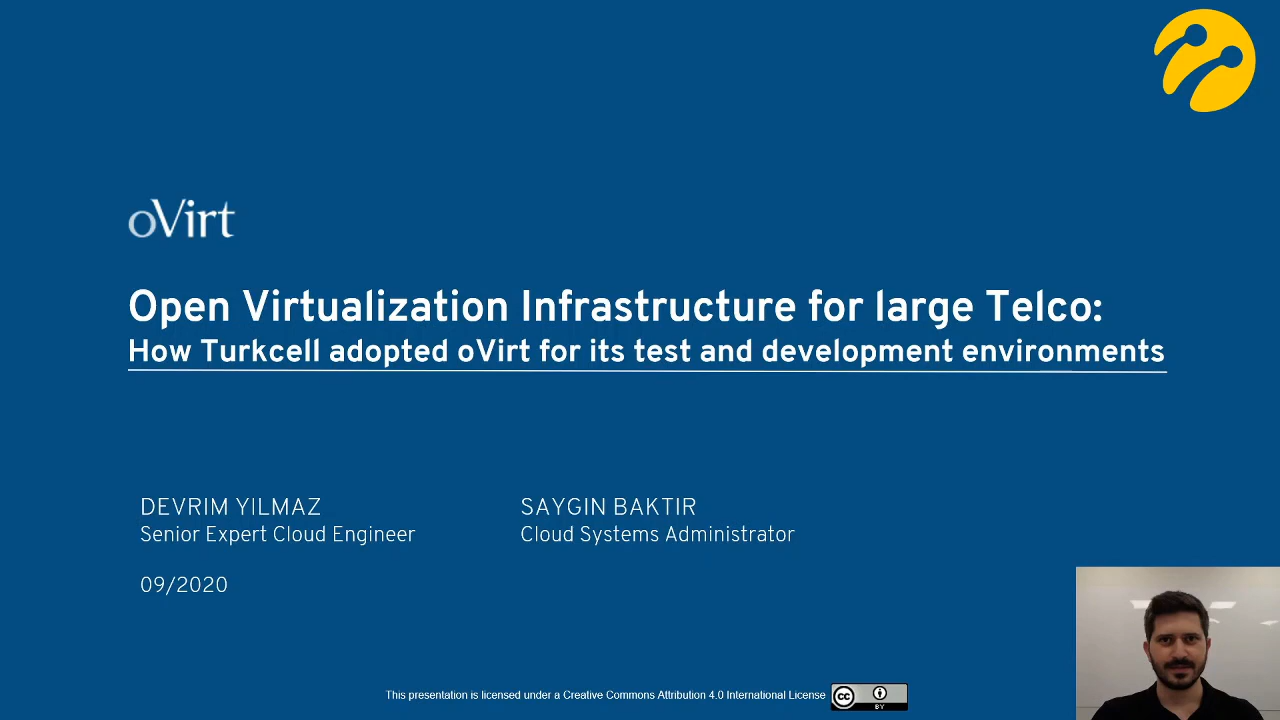 oVirt
Open Virtualization Infrastructure for large Telco:
How Turkcell adopted oVirt for its test and development environments
DEVRIM YILMAZ
Senior Expert Cloud Engineer
SAYGIN BAKTIR
Cloud Systems Administrator
09/2020
This presentation is licensed under a Creative Commons Attribution 4.0 International License
cc
BY